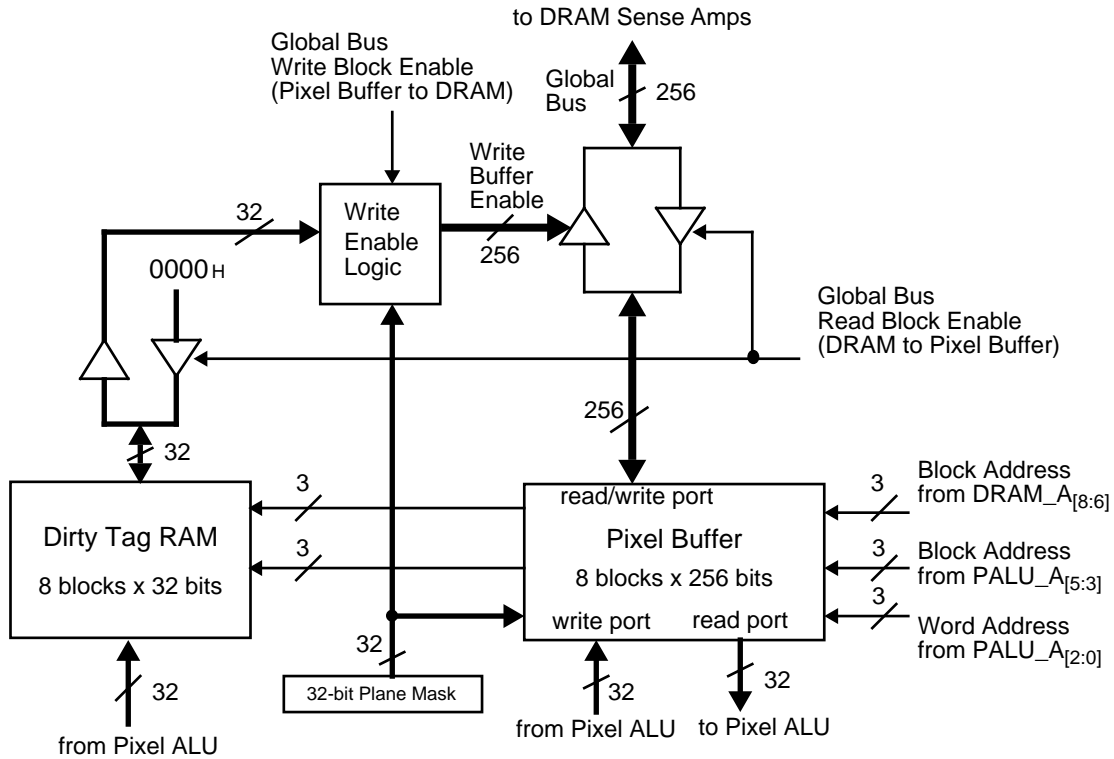 to DRAM Sense Amps
Global Bus
Write Block Enable
(Pixel Buffer to DRAM)
Global
Bus
256
Write
Buffer
Enable
32
Write
Enable
Logic
256
0000H
Global Bus
Read Block Enable
(DRAM to Pixel Buffer)
256
32
Dirty Tag RAM
8 blocks x 32 bits
3
3
read/write port
Pixel Buffer
8 blocks x 256 bits
write port read port
3
Block Address
from DRAM_A[8:6]
3
Block Address
from PALU_A[5:3]
3
Word Address
from PALU_A[2:0]
32
32-bit Plane Mask
32
from Pixel ALU
32
from Pixel ALU
32
to Pixel ALU